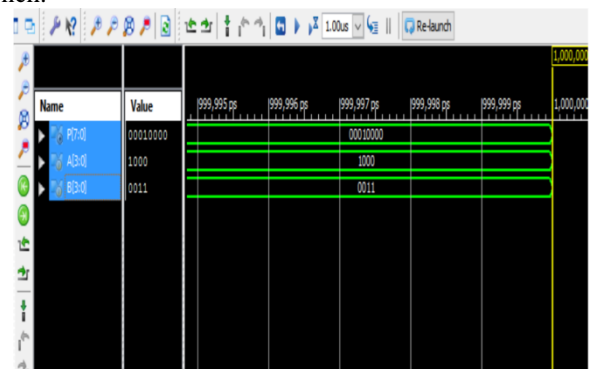 1.00us Re-launch
1,000,000
Name Value 999,995 ps 999,996 ps 999,997 ps 999,998 ps 999,999 ps 1,000,000
P[7:0] 00010000 00010000
A[3:0] 1000 1000
B[3:0] 0011 0011